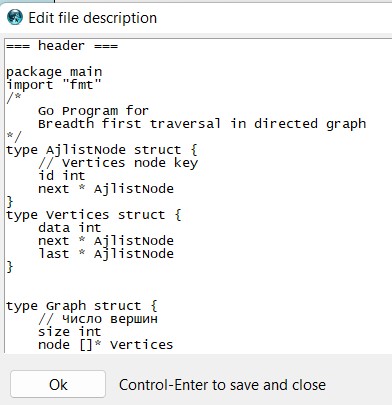 Edit file description
=== header ===
package main
import "fmt"
/*
    Go Program for
    Breadth first traversal in directed graph
*/
type AjlistNode struct {
    // Vertices node key
    id int
    next * AjlistNode
}
type Vertices struct {
    data int
    next * AjlistNode
    last * AjlistNode
}
type Graph struct {
    // Число вершин
    size int
    node []* Vertices
Ok
Control-Enter to save and close